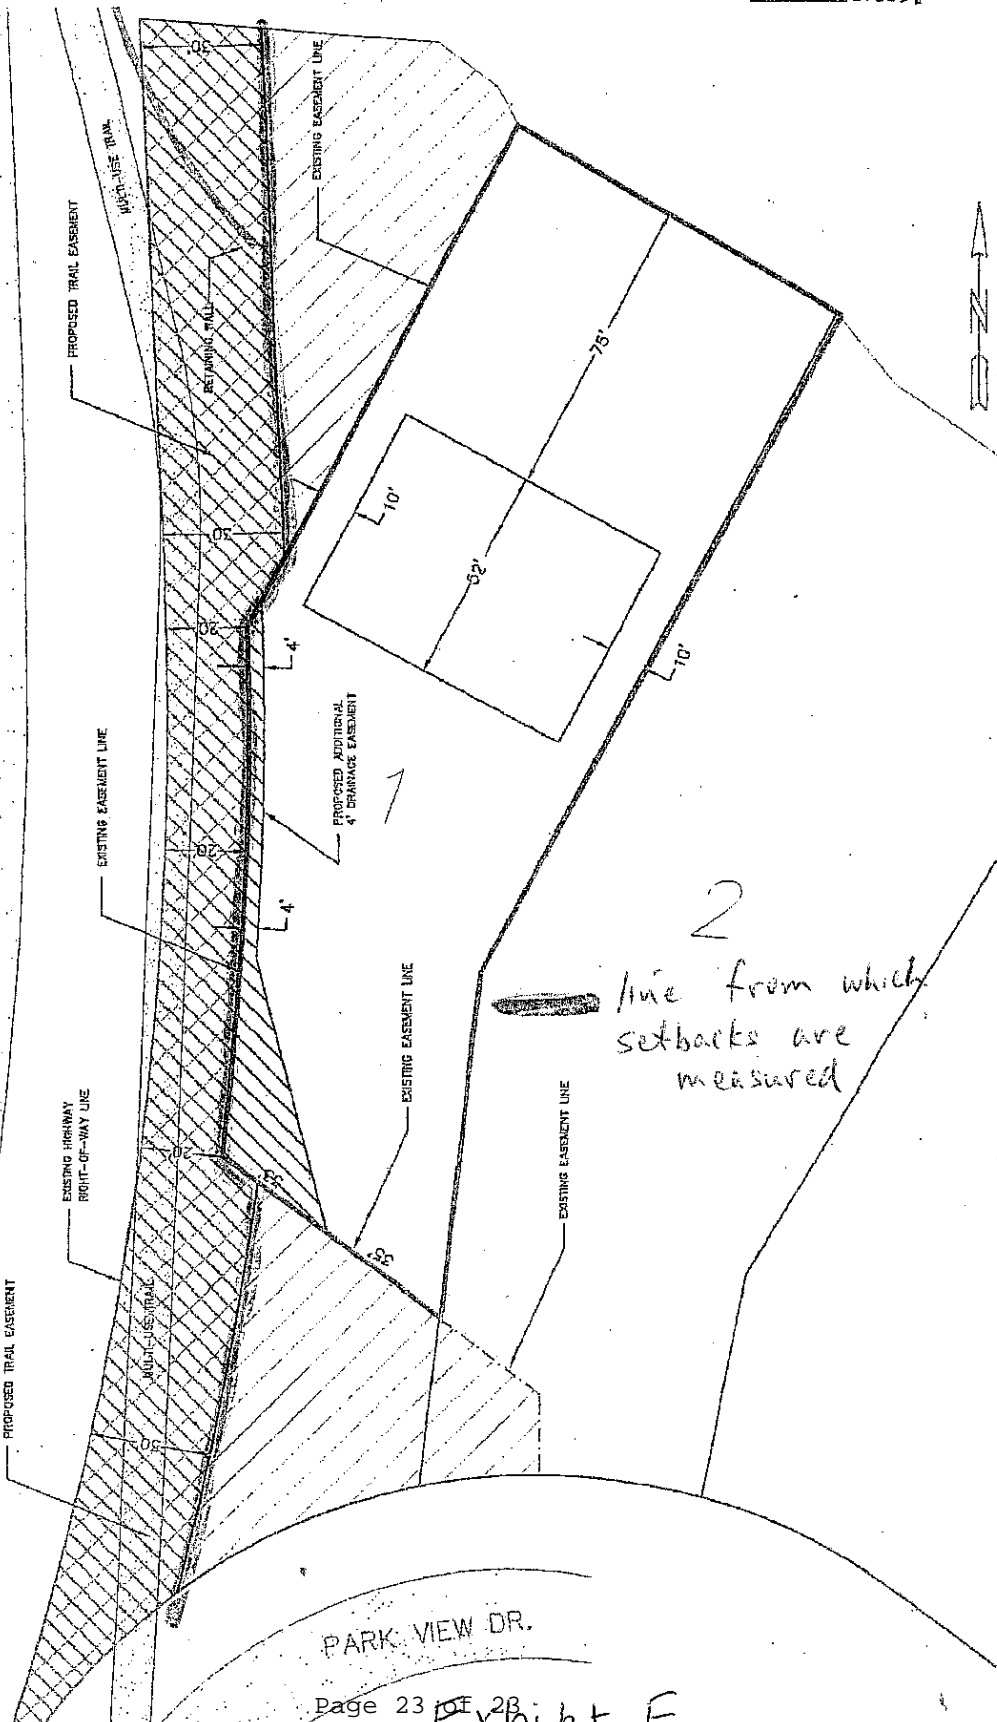 30'
EXISTING EASEMENT LINE
MULTI-USE TRAIL
PROPOSED TRAIL EASEMENT
RETAINING WALL
N
75'
10'
30'
62'
20'
4'
10'
PROPOSED ADDITIONAL
4' DRAINAGE EASEMENT
EXISTING EASEMENT LINE
1
20'
4'
2
line from which
setbacks are
measured
EXISTING EASEMENT LINE
EXISTING HIGHWAY
RIGHT-OF-WAY LINE
20'
EXISTING EASEMENT LINE
35'
PROPOSED TRAIL EASEMENT
MULTI-USE TRAIL
PARK VIEW DR.
Page 23 of 23
Exhibit F